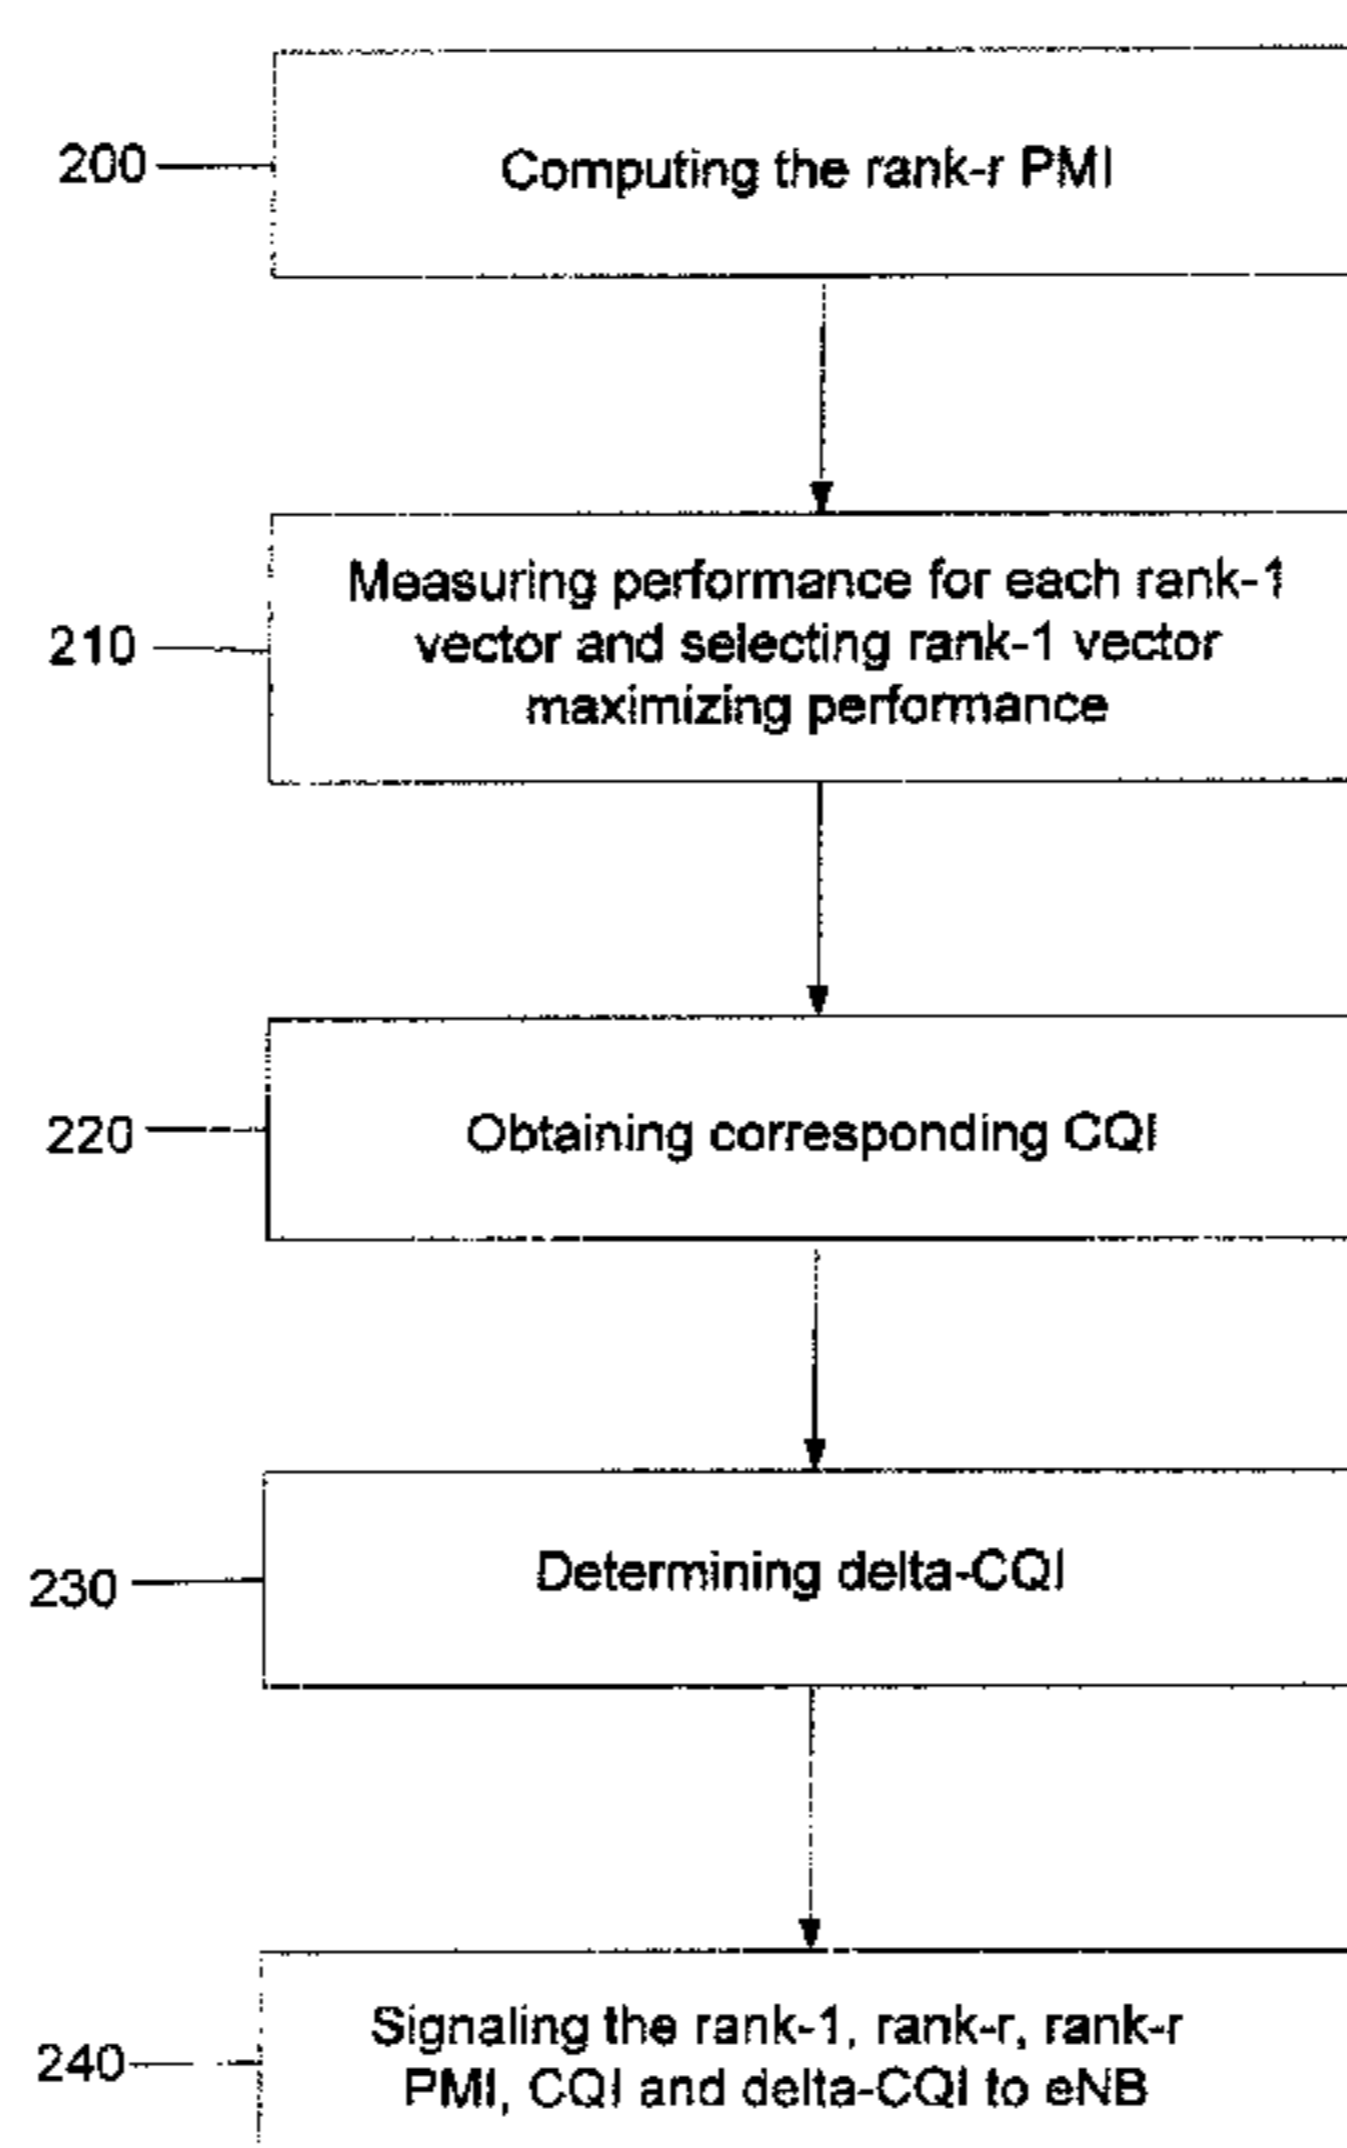 200
Computing the rank-r PMI
210
Measuring performance for each rank-1
vector and selecting rank-1 vector
maximizing performance
220
Obtaining corresponding CQI
230
Determining delta-CQI
240
Signaling the rank-1, rank-r, rank-r
PMI, CQI and delta-CQI to eNB